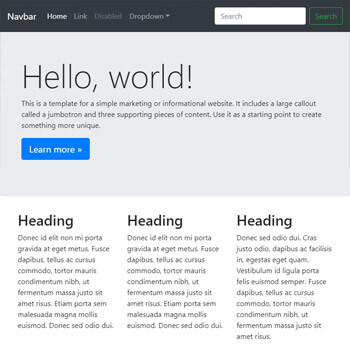 Navbar Home Link Disabled Dropdown Search Search
Hello, world!
This is a template for a simple marketing or informational website. It includes a large callout
called a jumbotron and three supporting pieces of content. Use it as a starting point to create
something more unique.
Learn more »
Heading
Donec id elit non mi porta
gravida at eget metus. Fusce
dapibus, tellus ac cursus
commodo, tortor mauris
condimentum nibh, ut
fermentum massa justo sit
amet risus. Etiam porta sem
malesuada magna mollis
euismod. Donec sed odio dui.
Heading
Donec id elit non mi porta
gravida at eget metus. Fusce
dapibus, tellus ac cursus
commodo, tortor mauris
condimentum nibh, ut
fermentum massa justo sit
amet risus. Etiam porta sem
malesuada magna mollis
euismod. Donec sed odio dui.
Heading
Donec sed odio dui. Cras
justo odio, dapibus ac facilisis
in, egestas eget quam.
Vestibulum id ligula porta
felis euismod semper. Fusce
dapibus, tellus ac cursus
commodo, tortor mauris
condimentum nibh, ut
fermentum massa justo sit
amet risus.